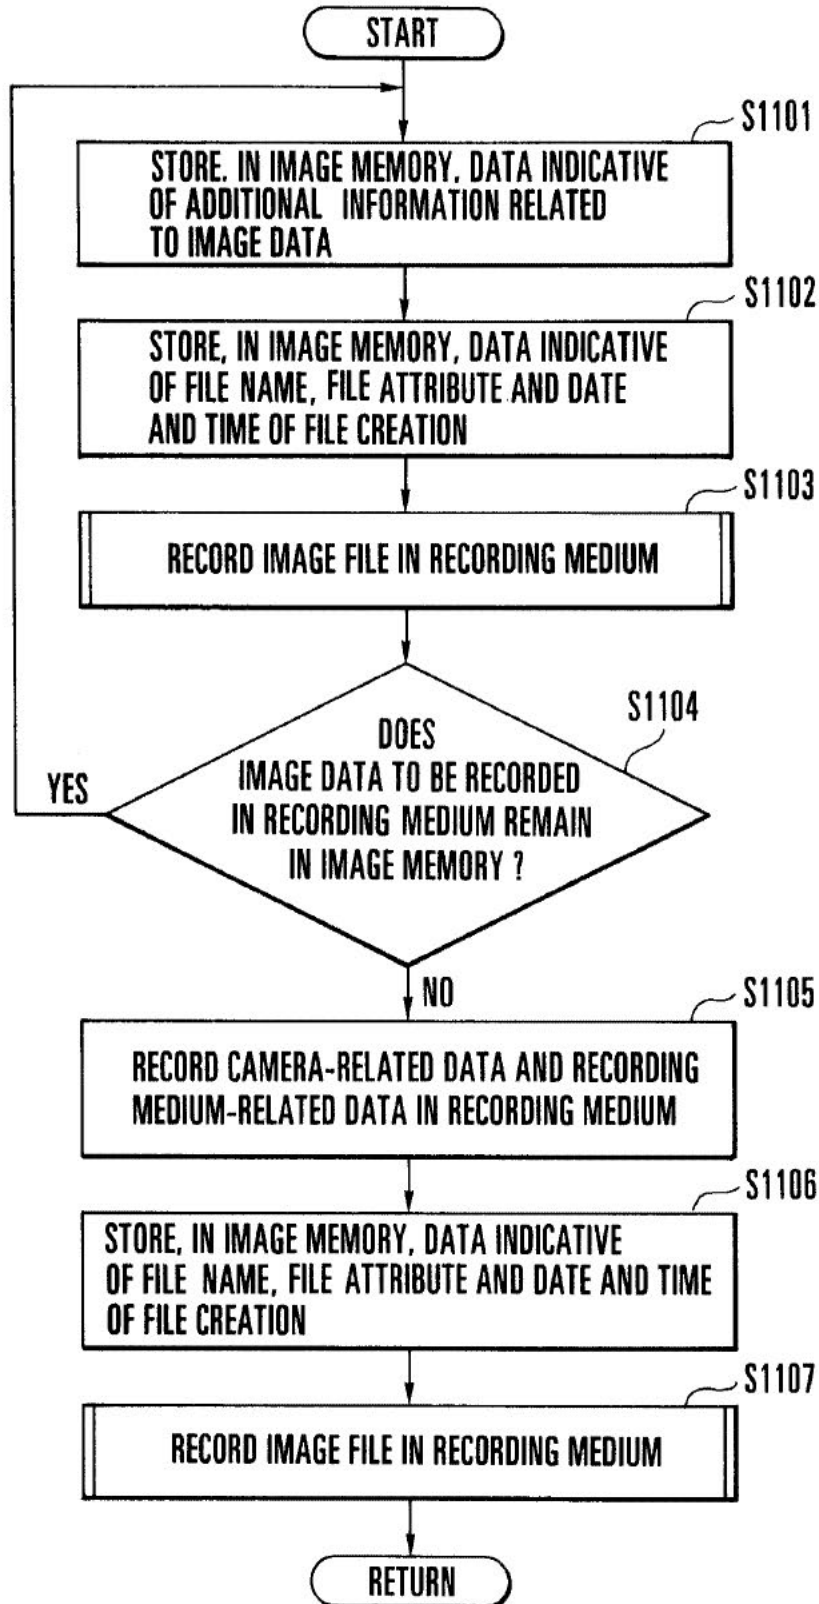 START
S1101
STORE. IN IMAGE MEMORY. DATA INDICATIVE
OF ADDITIONAL INFORMATION RELATED
TO IMAGE DATA
S1102
STORE, IN IMAGE MEMORY, DATA INDICATIVE
OF FILE NAME, FILE ATTRIBUTE AND DATE
AND TIME OF FILE CREATION
S1103
RECORD IMAGE FILE IN RECORDING MEDIUM
S1104
DOES
IMAGE DATA TO BE RECORDED
IN RECORDING MEDIUM REMAIN
IN IMAGE MEMORY ?
YES
NO
S1105
RECORD CAMERA-RELATED DATA AND RECORDING
MEDIUM-RELATED DATA IN RECORDING MEDIUM
S1106
STORE, IN IMAGE MEMORY, DATA INDICATIVE
OF FILE NAME, FILE ATTRIBUTE AND DATE AND TIME
OF FILE CREATION
S1107
RECORD IMAGE FILE IN RECORDING MEDIUM
RETURN